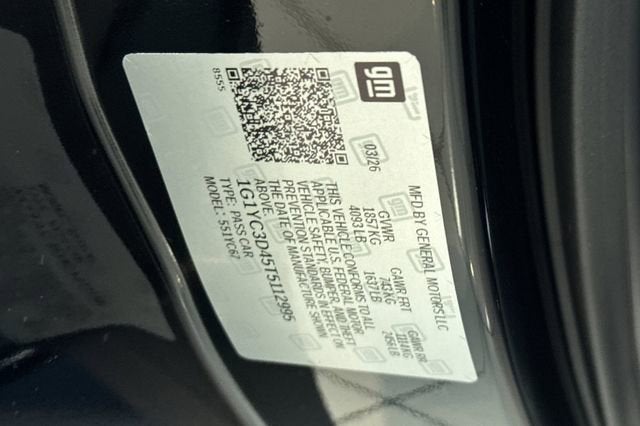 MFD BY GENERAL MOTORS LLC
GVWR GAWR FRT GAWR RR
1857KG 743KG 1114KG
4093LB 1637LB 2456LB
THIS VEHICLE CONFORMS TO ALL
APPLICABLE U.S. FEDERAL MOTOR
VEHICLE SAFETY, BUMPER, AND THEFT
PREVENTION STANDARDS IN EFFECT ON
THE DATE OF MANUFACTURE SHOWN
ABOVE.
1G1YC3D45T5112995
TYPE: PASS CAR
MODEL:
gm
03/26
8555